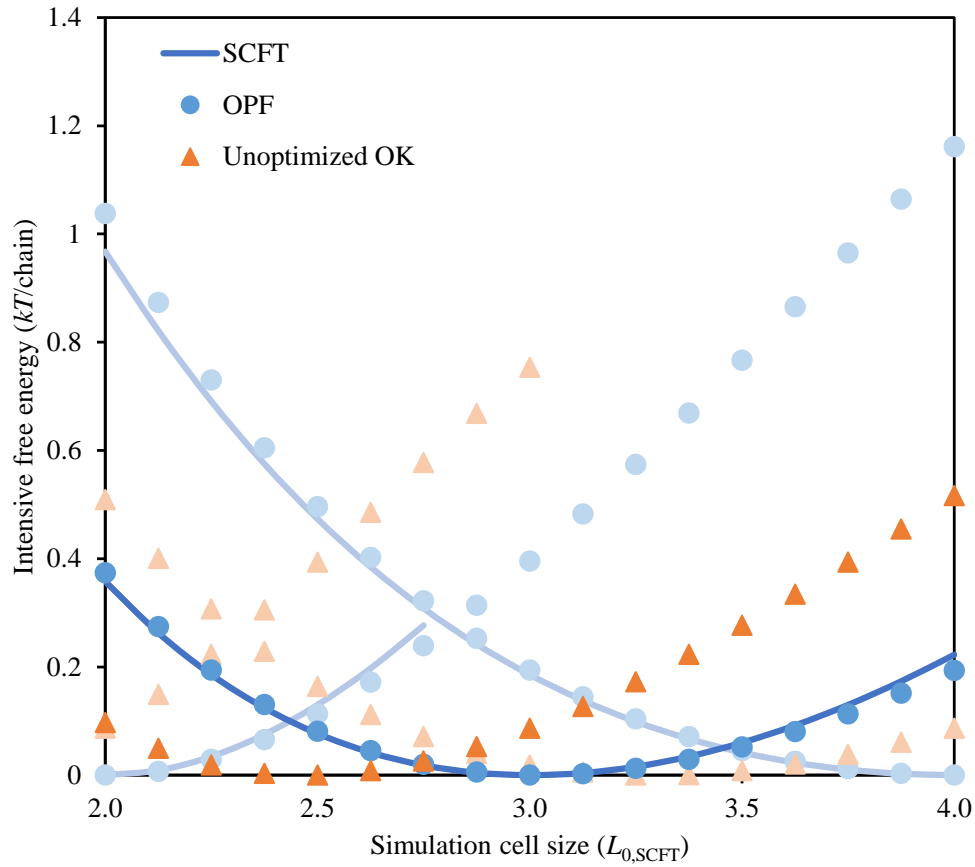 1.4
1.2
1
0.8
0.6
0.4
0.2
0
Intensive free energy (kT/chain)
SCFT
OPF
Unoptimized OK
2.0 2.5 3.0 3.5 4.0
Simulation cell size (L0,SCFT)